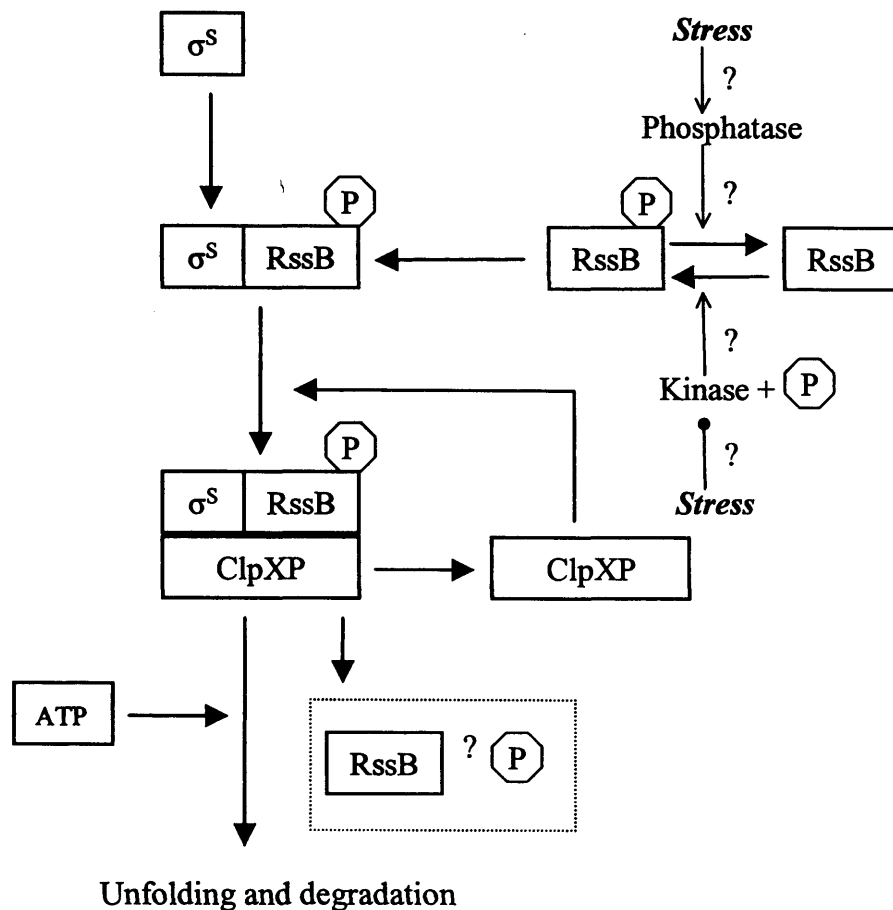 σS
Stress
?
Phosphatase
?
P
P
σS RssB
RssB
RssB
?
Kinase + P
?
Stress
P
σS RssB
ClpXP
ClpXP
ATP
RssB ? P
Unfolding and degradation